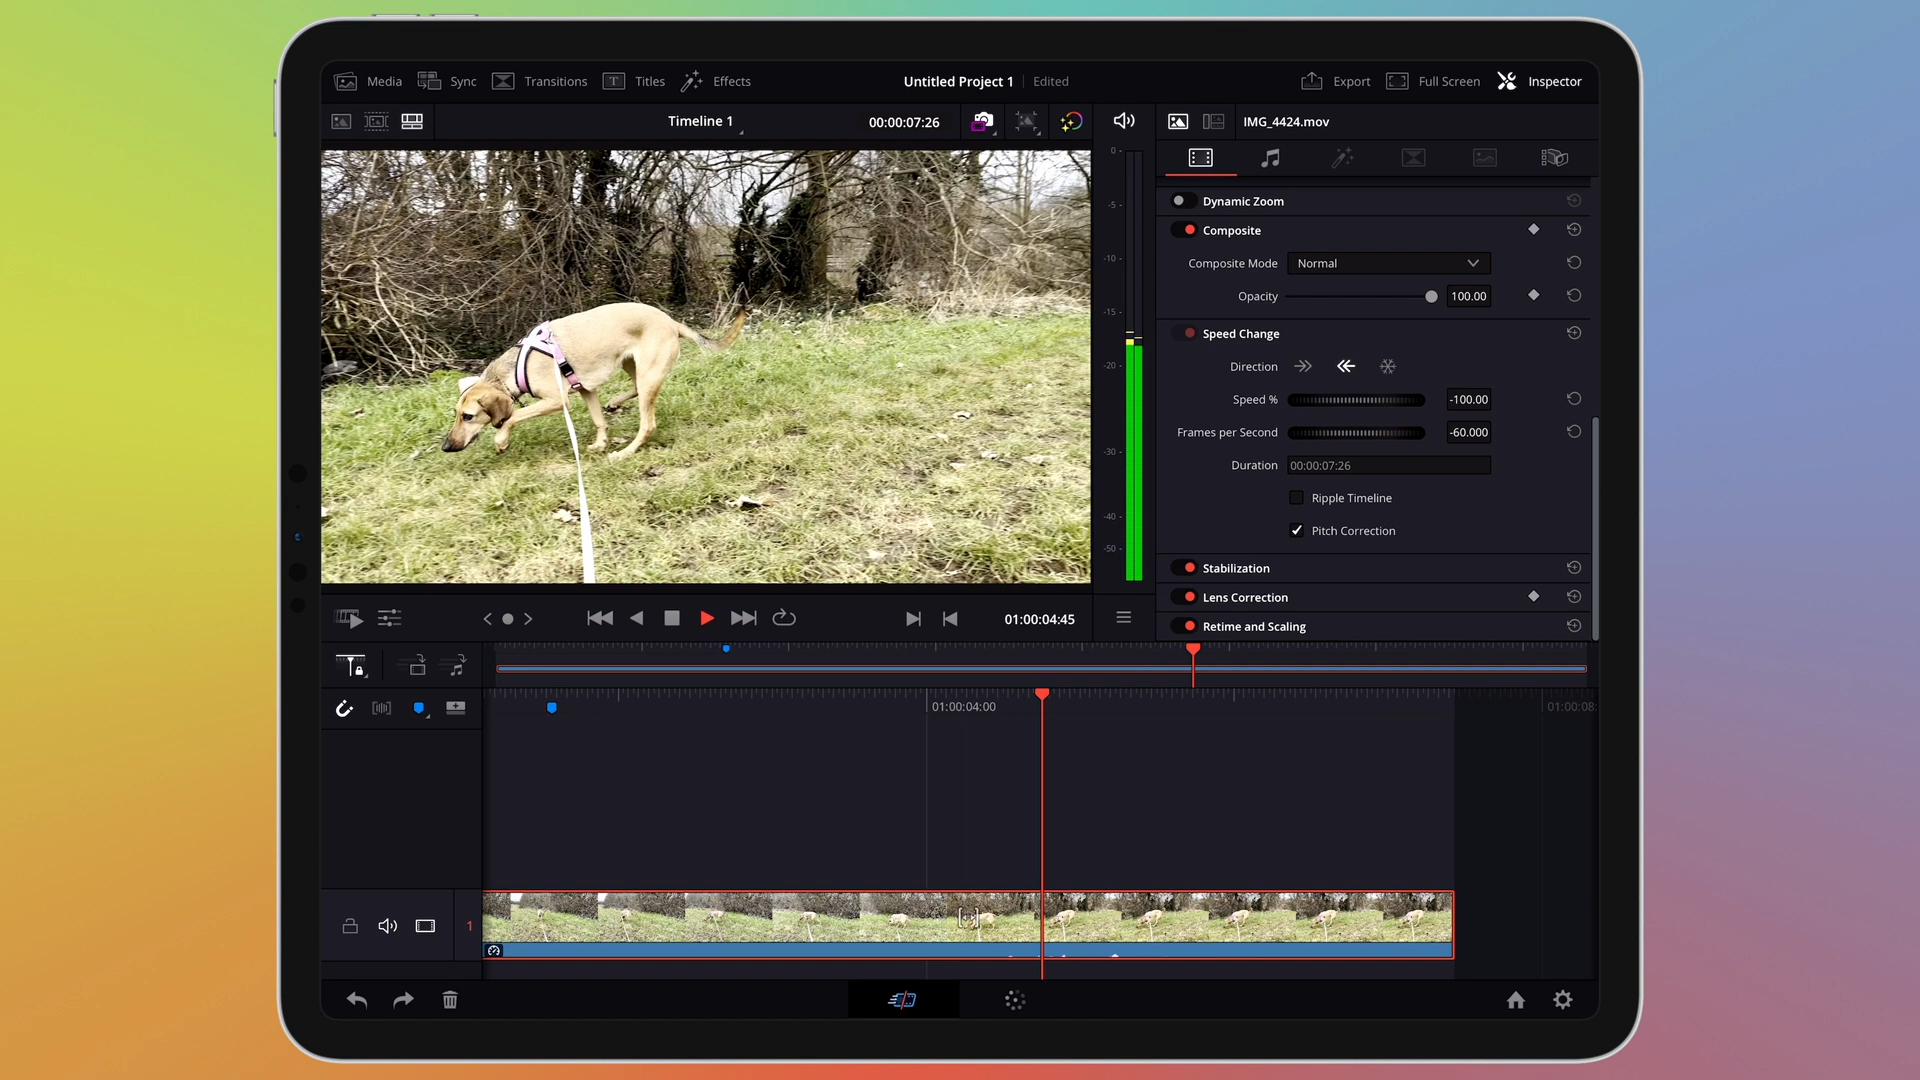 Media Sync Transitions Titles Effects Untitled Project 1 Edited Export Full Screen Inspector
Timeline 1 00:00:07:26 IMG_4424.mov
0
-5
-10
-15
-20
-30
-40
-50
Dynamic Zoom
Composite
Composite Mode Normal
Opacity 100.00
Speed Change
Direction
Speed % -100.00
Frames per Second -60.000
Duration 00:00:07:26
Ripple Timeline
Pitch Correction
Stabilization
Lens Correction
Retime and Scaling
01:00:04:45
01:00:04:00 01:00:08:
1